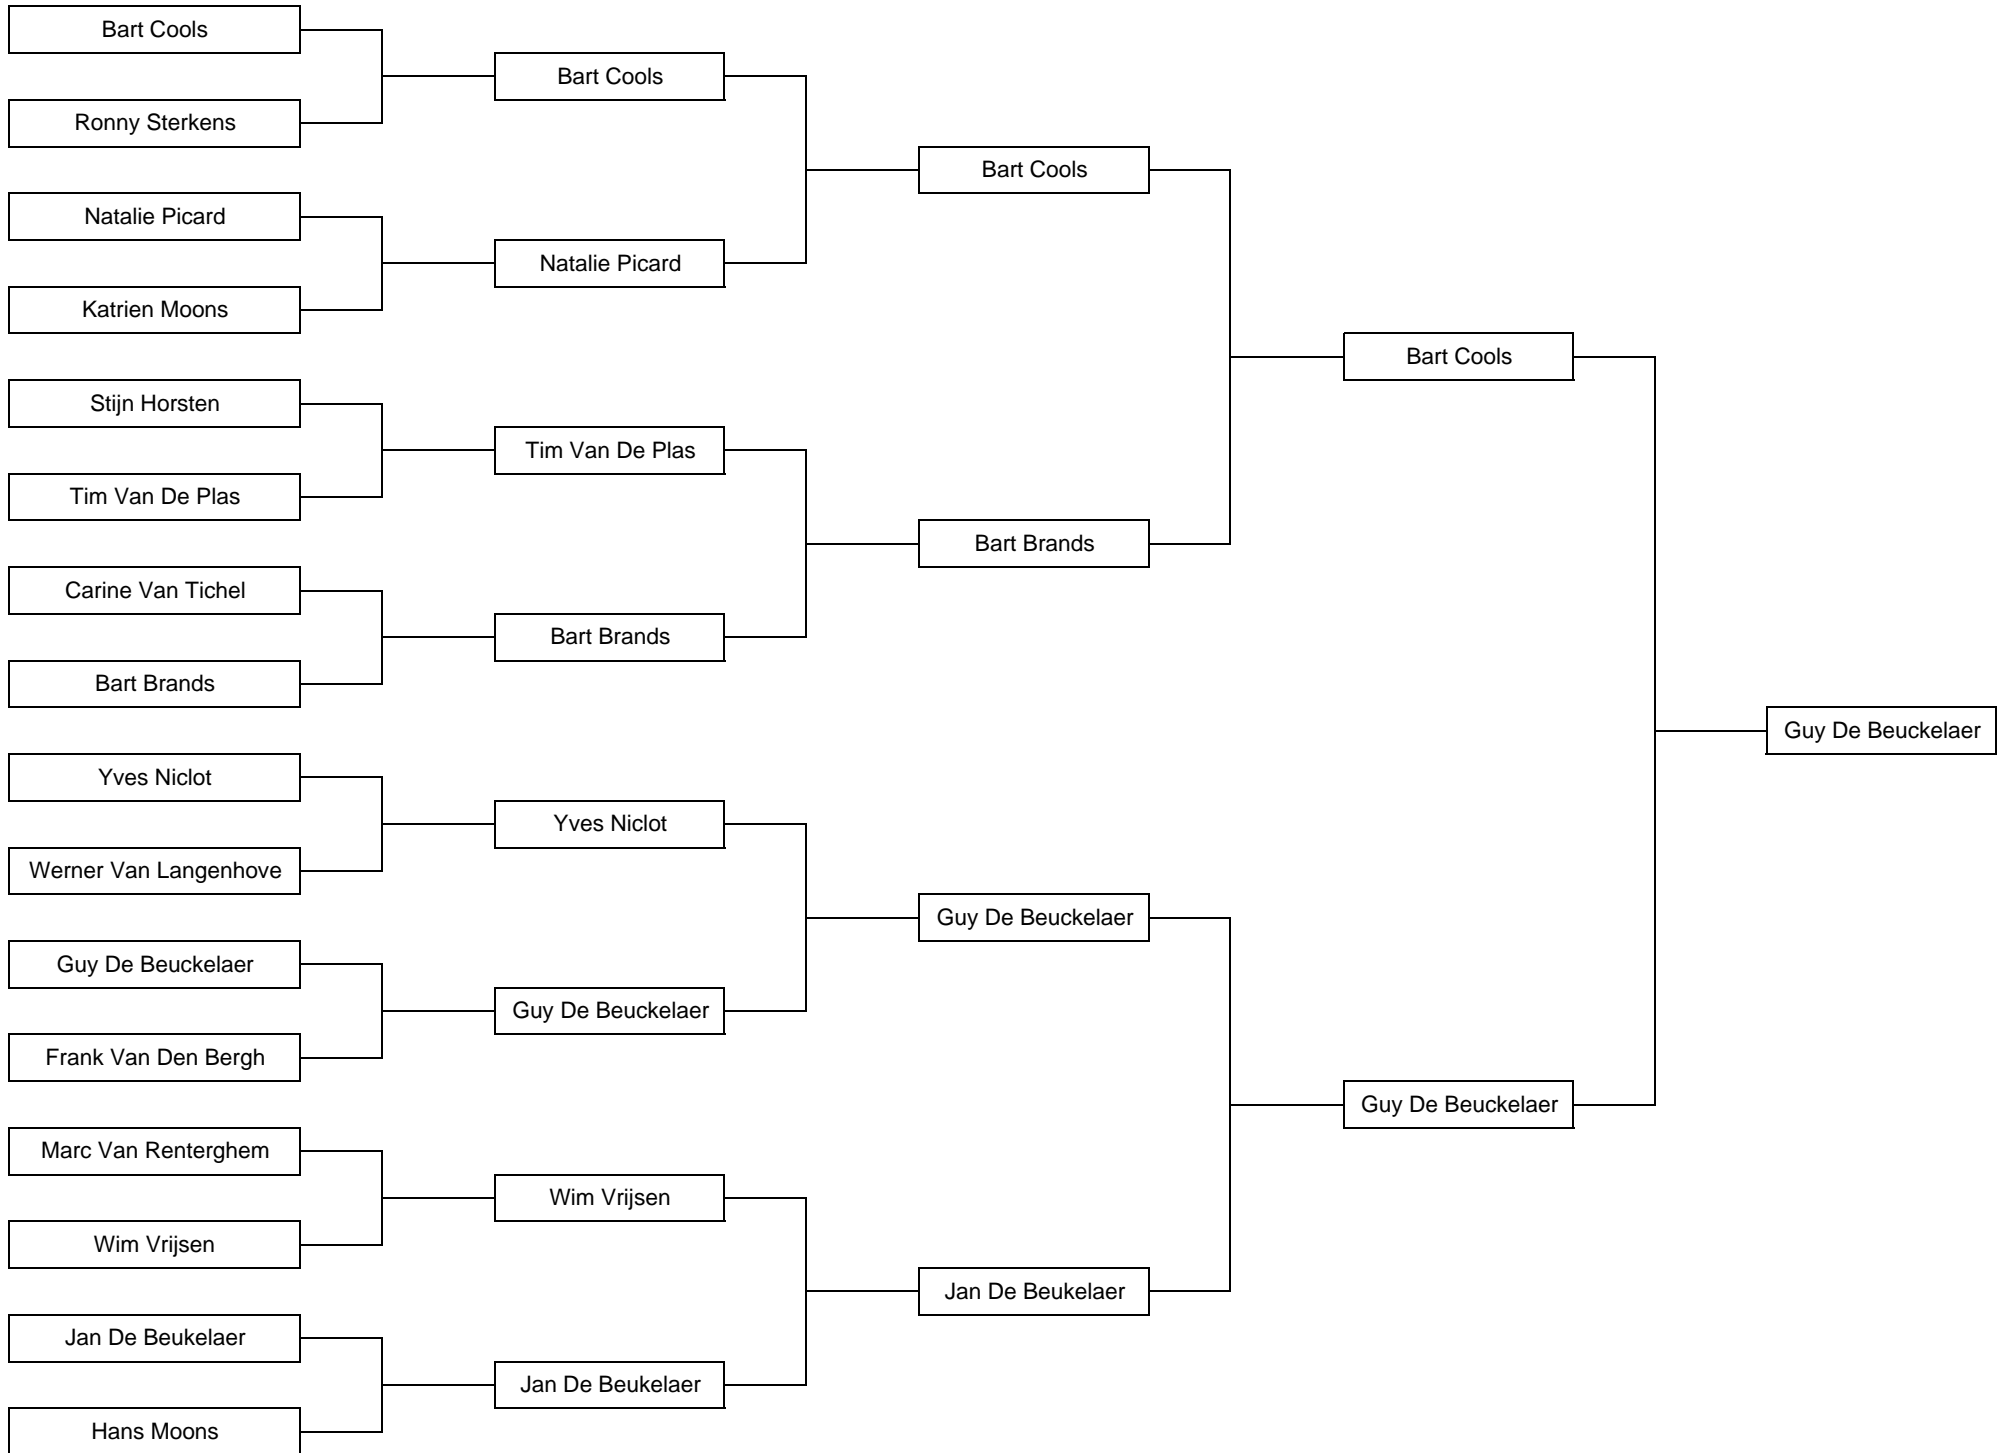 Bart Cools
Ronny Sterkens
Natalie Picard
Katrien Moons
Stijn Horsten
Tim Van De Plas
Carine Van Tichel
Bart Brands
Yves Niclot
Werner Van Langenhove
Guy De Beuckelaer
Frank Van Den Bergh
Marc Van Renterghem
Wim Vrijsen
Jan De Beukelaer
Hans Moons
Bart Cools
Natalie Picard
Tim Van De Plas
Bart Brands
Yves Niclot
Guy De Beuckelaer
Wim Vrijsen
Jan De Beukelaer
Bart Cools
Bart Brands
Guy De Beuckelaer
Jan De Beukelaer
Bart Cools
Guy De Beuckelaer
Guy De Beuckelaer